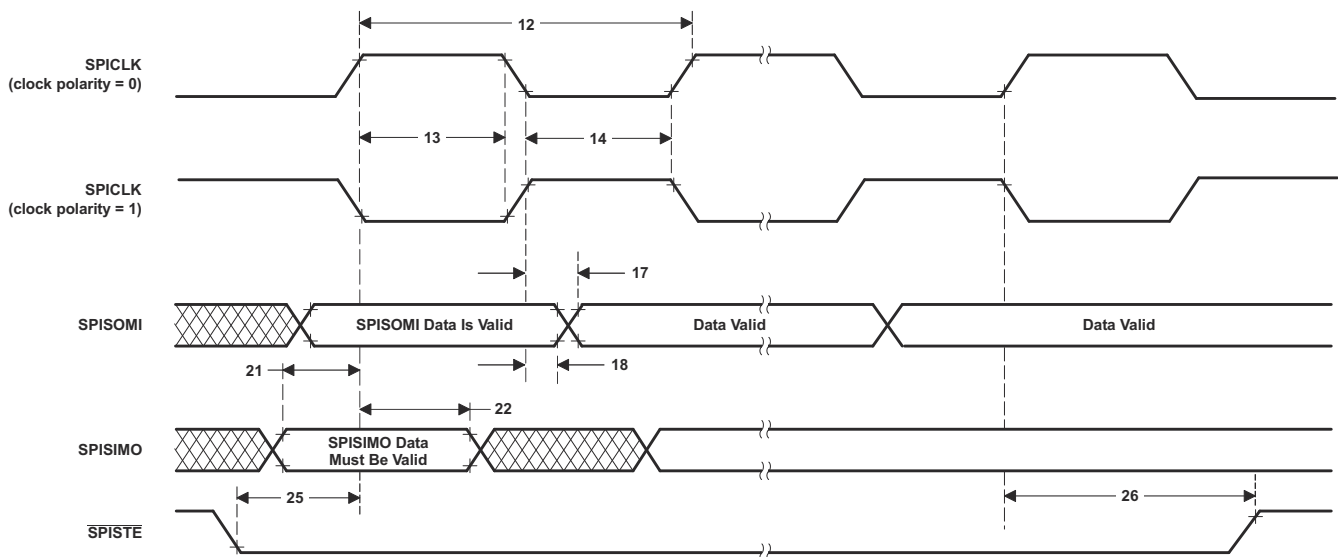 12
SPICLK
(clock polarity = 0)
13
14
SPICLK
(clock polarity = 1)
17
SPISOMI
SPISOMI Data Is Valid
Data Valid
Data Valid
21
18
22
SPISIMO
SPISIMO Data
Must Be Valid
25
26
SPISTE